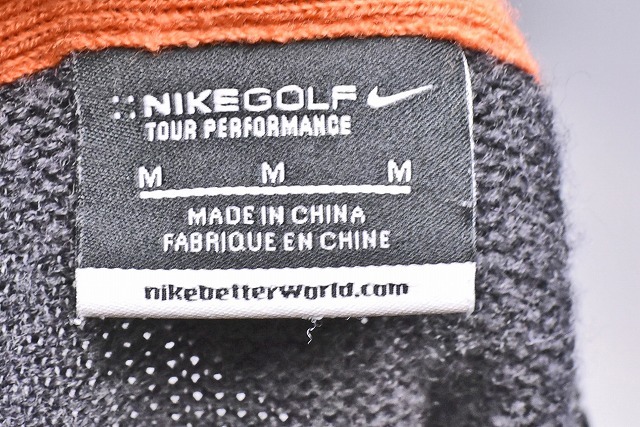 NIKEGOLF
TOUR PERFORMANCE
M M M
MADE IN CHINA
FABRIQUE EN CHINE
nikebetterworld.com